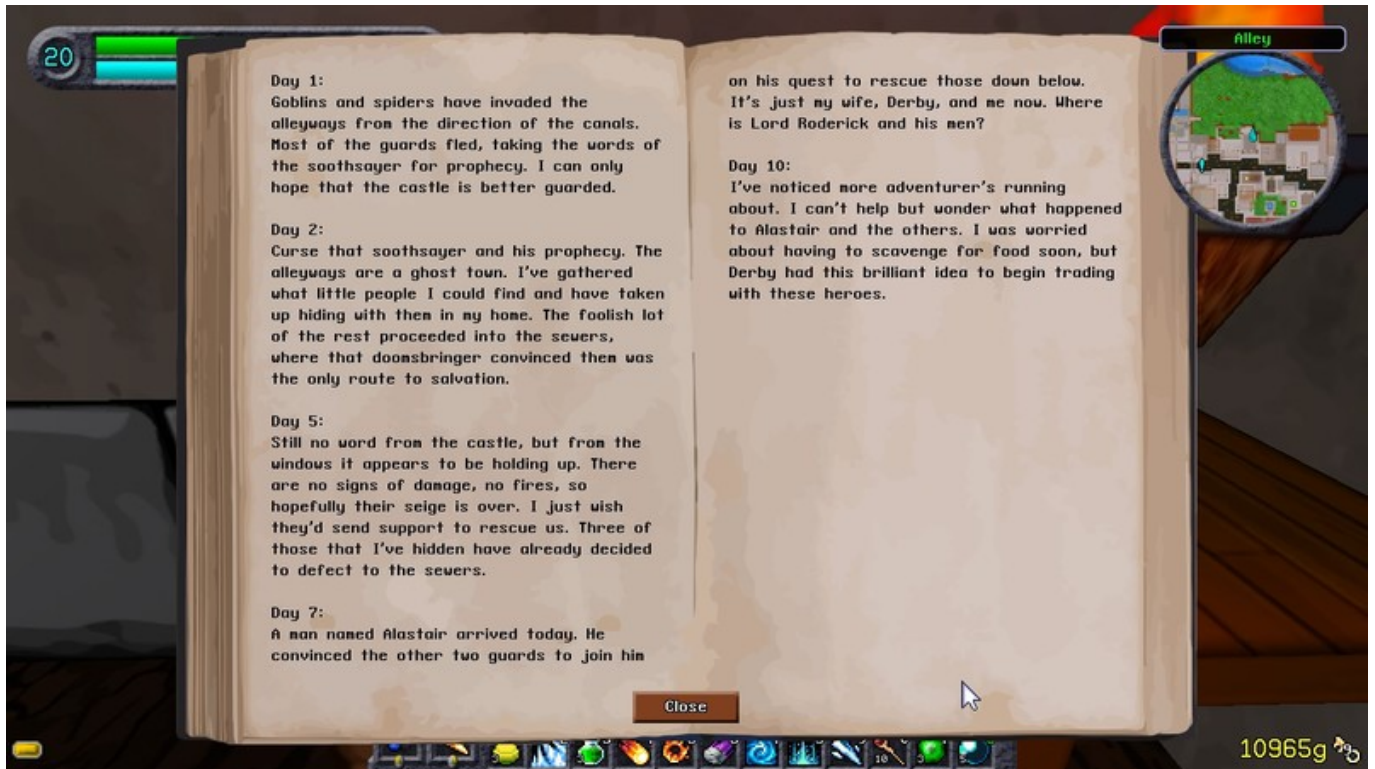 20
Alley
Day 1:
Goblins and spiders have invaded the
alleyways from the direction of the canals.
Most of the guards fled, taking the words of
the soothsayer for prophecy. I can only
hope that the castle is better guarded.
Day 2:
Curse that soothsayer and his prophecy. The
alleyways are a ghost town. I've gathered
what little people I could find and have taken
up hiding with them in my home. The foolish lot
of the rest proceeded into the sewers,
where that doomsbringer convinced them was
the only route to salvation.
Day 5:
Still no word from the castle, but from the
windows it appears to be holding up. There
are no signs of damage, no fires, so
hopefully their seige is over. I just wish
they'd send support to rescue us. Three of
those that I've hidden have already decided
to defect to the sewers.
Day 7:
A man named Alastair arrived today. He
convinced the other two guards to join him
on his quest to rescue those down below.
It's just my wife, Derby, and me now. Where
is Lord Roderick and his men?
Day 10:
I've noticed more adventurer's running
about. I can't help but wonder what happened
to Alastair and the others. I was worried
about having to scavenge for food soon, but
Derby had this brilliant idea to begin trading
with these heroes.
Close
10965g